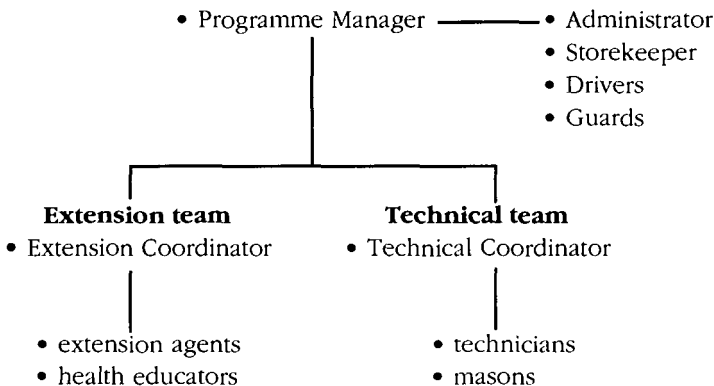 • Programme Manager
• Administrator
• Storekeeper
• Drivers
• Guards
Extension team
• Extension Coordinator
• extension agents
• health educators
Technical team
• Technical Coordinator
• technicians
• masons